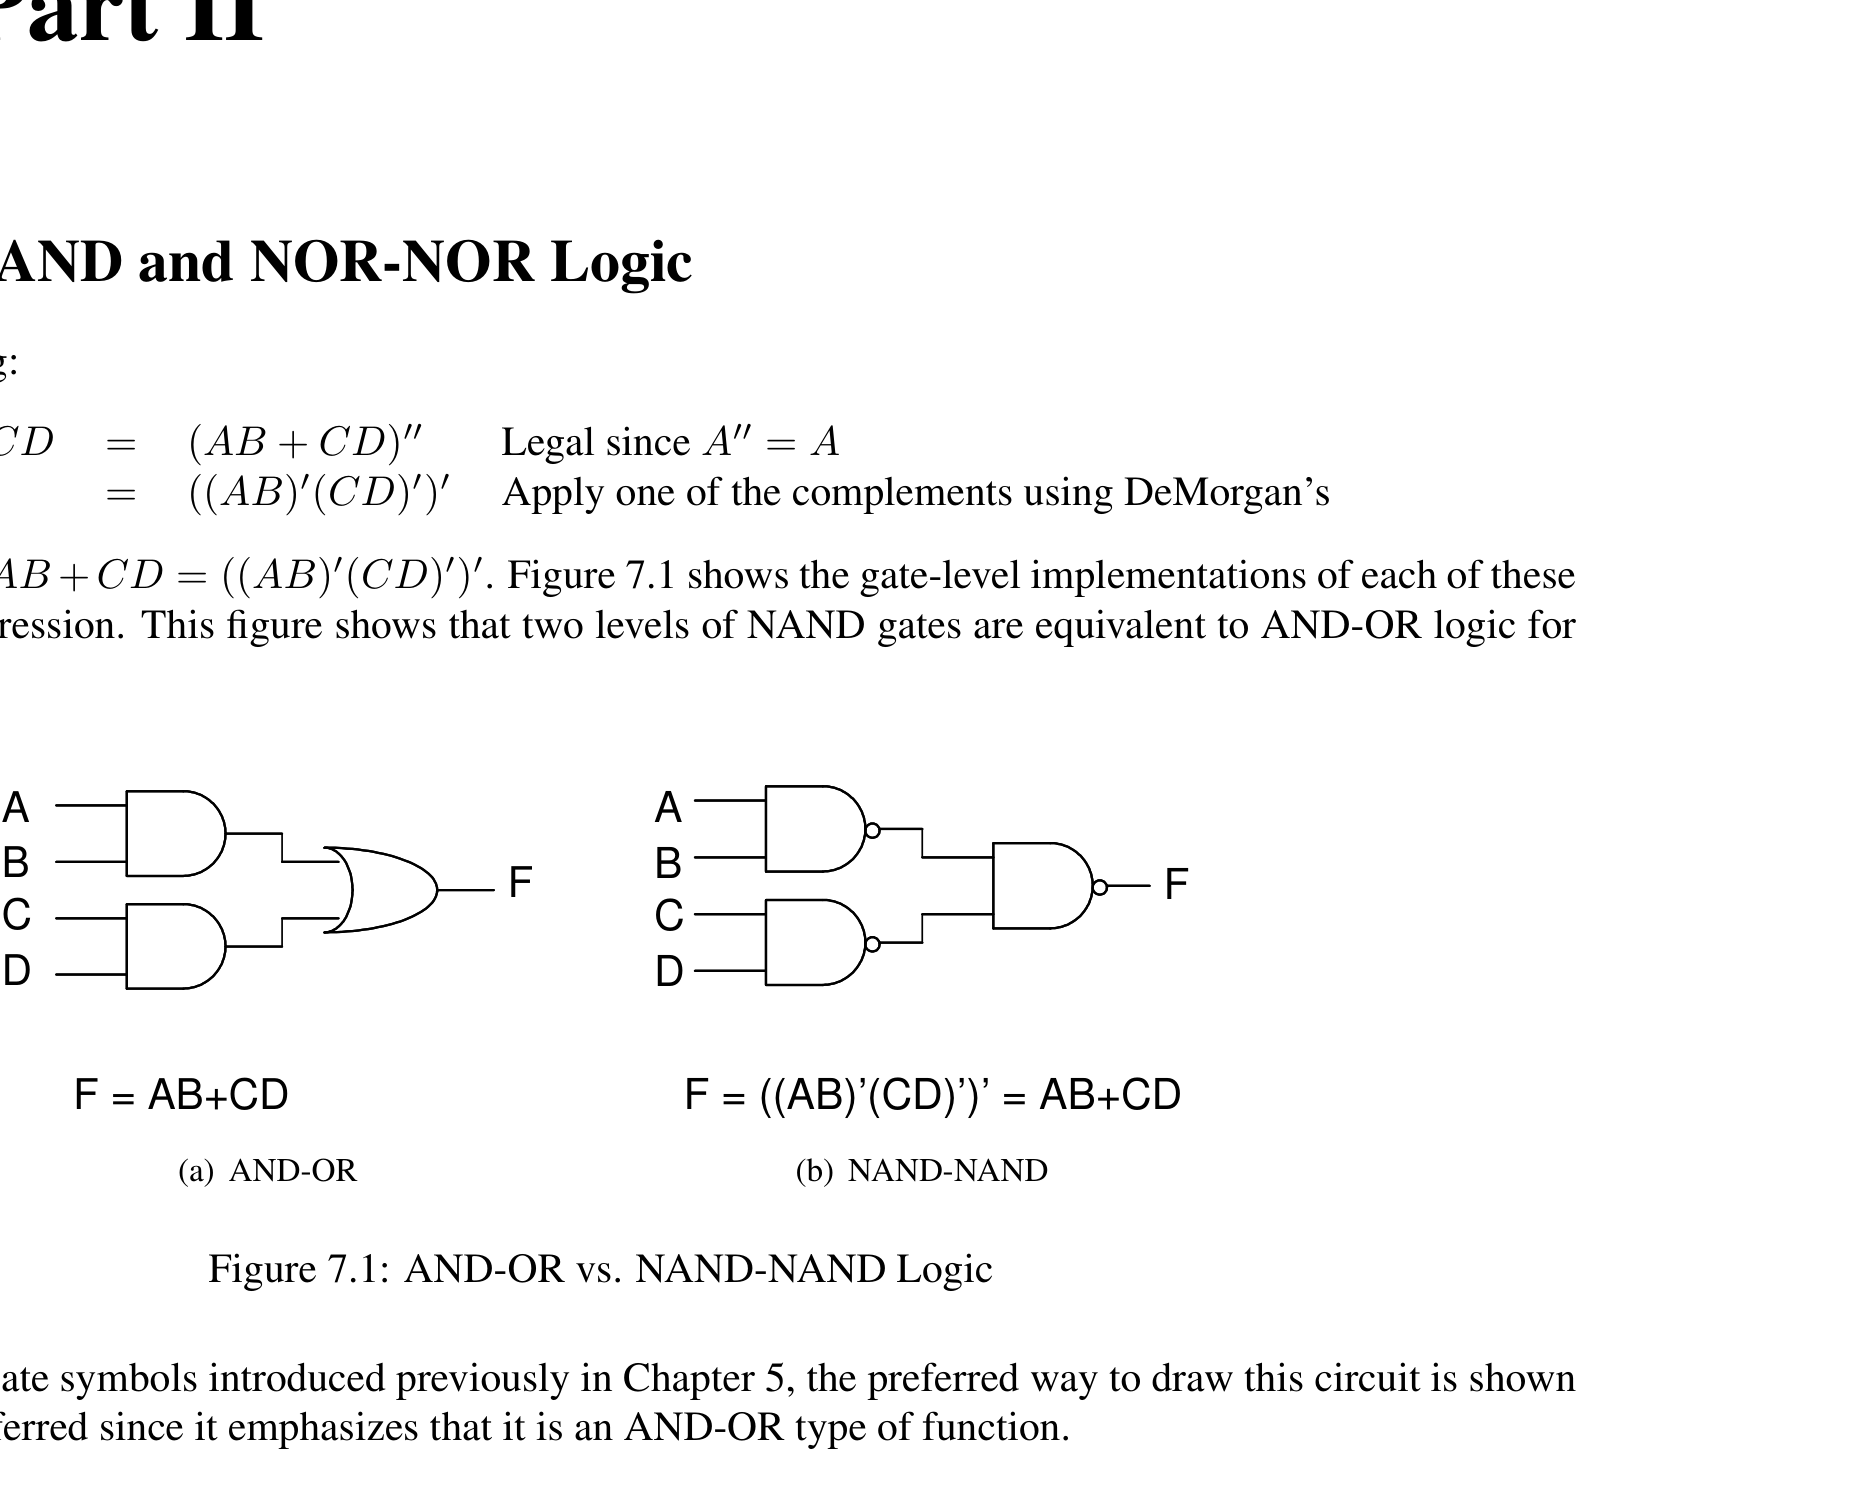 Part II
AND and NOR-NOR Logic
g:
CD = (AB + CD)′′ Legal since A′′ = A
= ((AB)′(CD)′)′ Apply one of the complements using DeMorgan’s
AB + CD = ((AB)′(CD)′)′. Figure 7.1 shows the gate-level implementations of each of these
ression. This figure shows that two levels of NAND gates are equivalent to AND-OR logic for
A
B
C
D
F
A
B
C
D
F
F = AB+CD
F = ((AB)’(CD)’)’ = AB+CD
(a) AND-OR
(b) NAND-NAND
Figure 7.1: AND-OR vs. NAND-NAND Logic
ate symbols introduced previously in Chapter 5, the preferred way to draw this circuit is shown
ferred since it emphasizes that it is an AND-OR type of function.